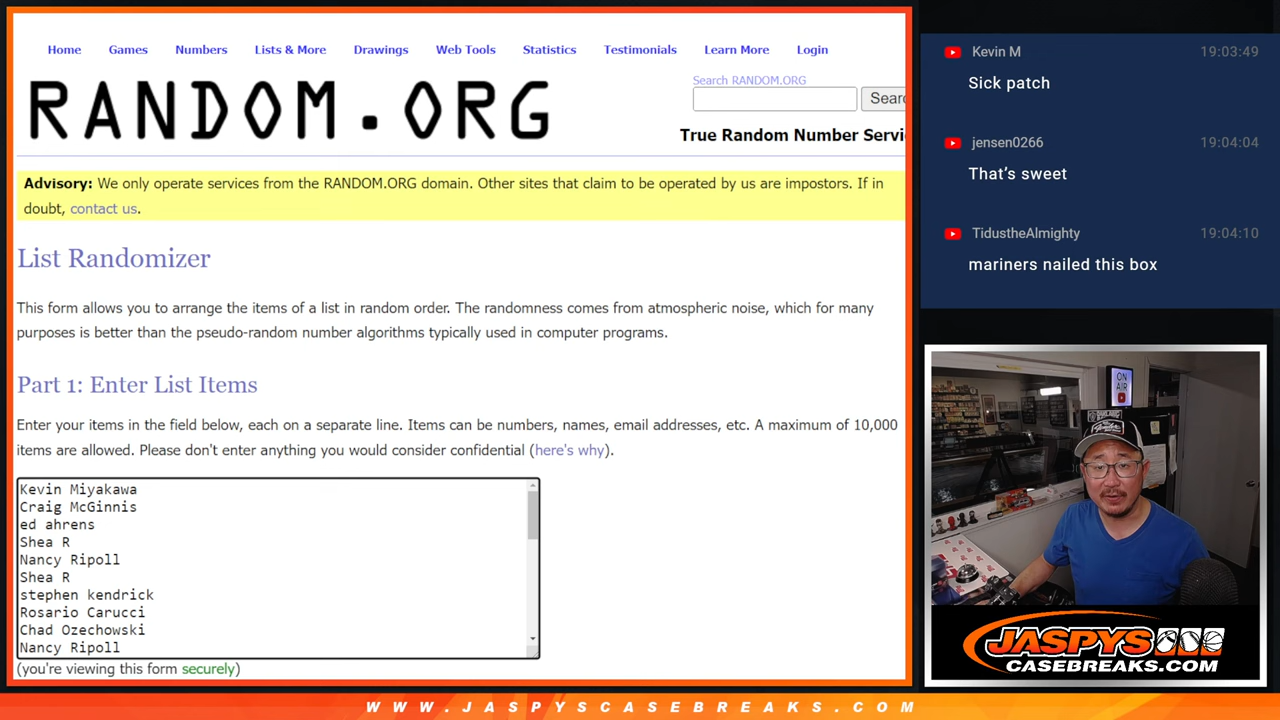 Home Games Numbers Lists & More Drawings Web Tools Statistics Testimonials Learn More Login
RANDOM.ORG
Search RANDOM.ORG
Searc
True Random Number Servi
Advisory: We only operate services from the RANDOM.ORG domain. Other sites that claim to be operated by us are impostors. If in
doubt, contact us.
List Randomizer
This form allows you to arrange the items of a list in random order. The randomness comes from atmospheric noise, which for many
purposes is better than the pseudo-random number algorithms typically used in computer programs.
Part 1: Enter List Items
Enter your items in the field below, each on a separate line. Items can be numbers, names, email addresses, etc. A maximum of 10,000
items are allowed. Please don't enter anything you would consider confidential (here's why).
Kevin Miyakawa
Craig McGinnis
ed ahrens
Shea R
Nancy Ripoll
Shea R
stephen kendrick
Rosario Carucci
Chad Ozechowski
Nancy Ripoll
(you're viewing this form securely)
Kevin M 19:03:49
Sick patch
jensen0266 19:04:04
That's sweet
TidustheAlmighty 19:04:10
mariners nailed this box
ON
AIR
JASPYS
CASEBREAKS.COM
WWW.JASPYSCASEBREAKS.COM